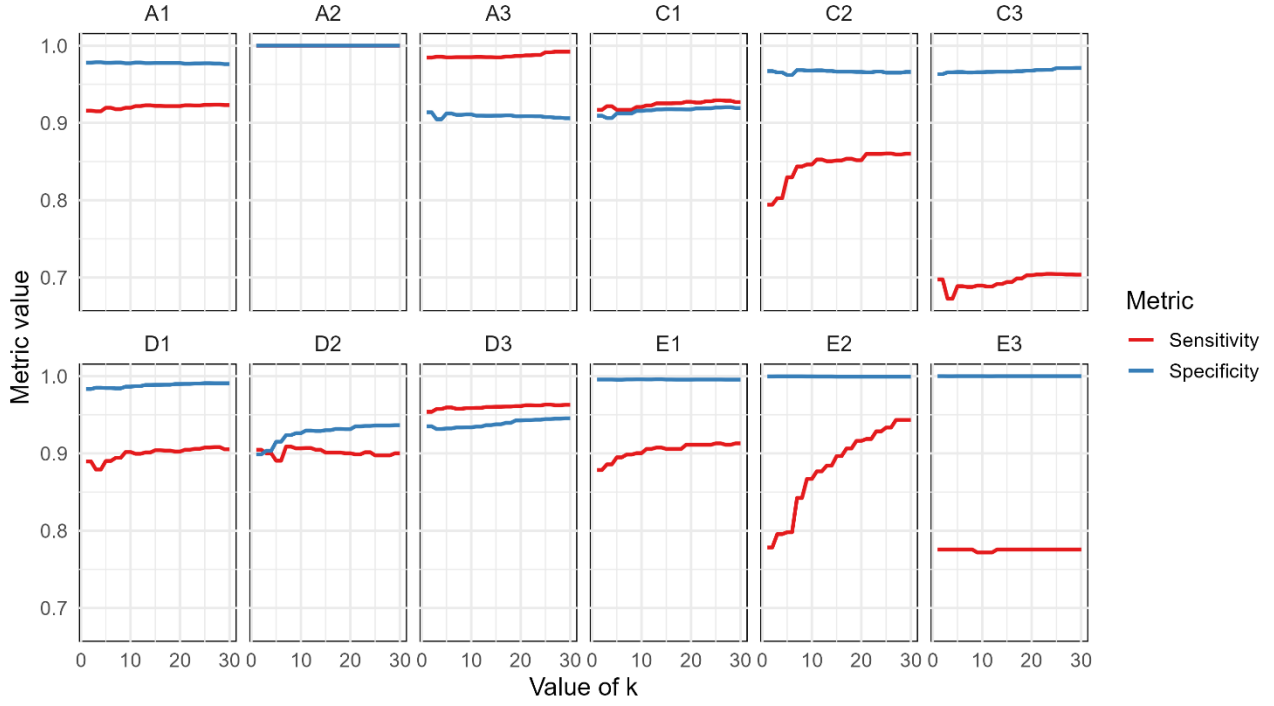 A1 A2 A3 C1 C2 C3
1.0
0.9
0.8
0.7
D1 D2 D3 E1 E2 E3
1.0
0.9
0.8
0.7
0 10 20 30 0 10 20 30 0 10 20 30 0 10 20 30 0 10 20 30 0 10 20 30
Value of k
Metric value
Metric
Sensitivity
Specificity